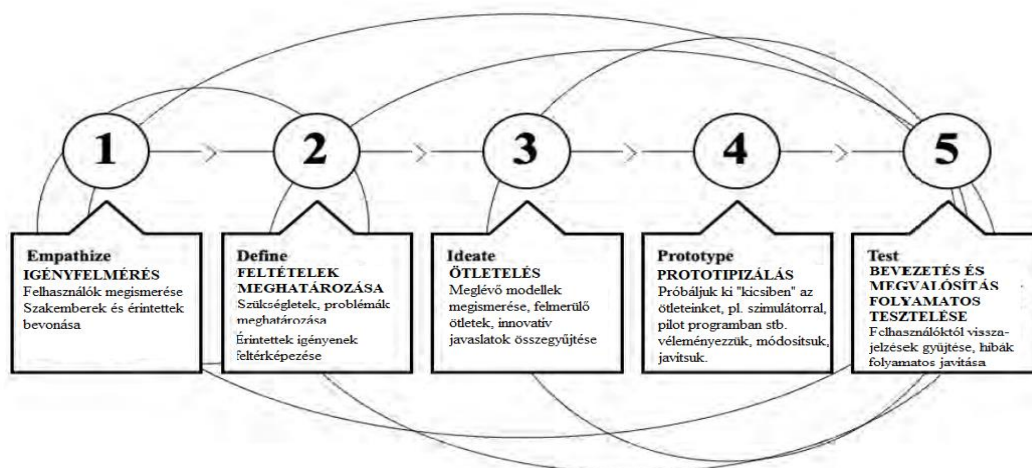 1
2
3
4
5
Empathize
IGÉNYFELMÉRÉS
Felhasználók megismerése
Szakemberek és érintettek
bevonása
Define
FELTÉTELEK
MEGHATÁROZÁSA
Szükségletek, problémák
meghatározása
Érintettek igényenek
feltérképezése
Ideate
ÖTLETELÉS
Meglévő modellek
megismerése, felmerülő
ötletek, innovatív
javaslatok összegyűjtése
Prototype
PROTOTIPIZÁLÁS
Próbáljuk ki "kicsiben" az
ötleteinket, pl. szimulátorral,
pilot programban stb.
véleményezzük, módosítsuk,
javítsuk.
Test
BEVEZETÉS ÉS
MEGVALÓSÍTÁS
FOLYAMATOS
TESZTELÉSE
Felhasználóktól vissza-
jelzések gyűjtése, hibák
folyamatos javítása